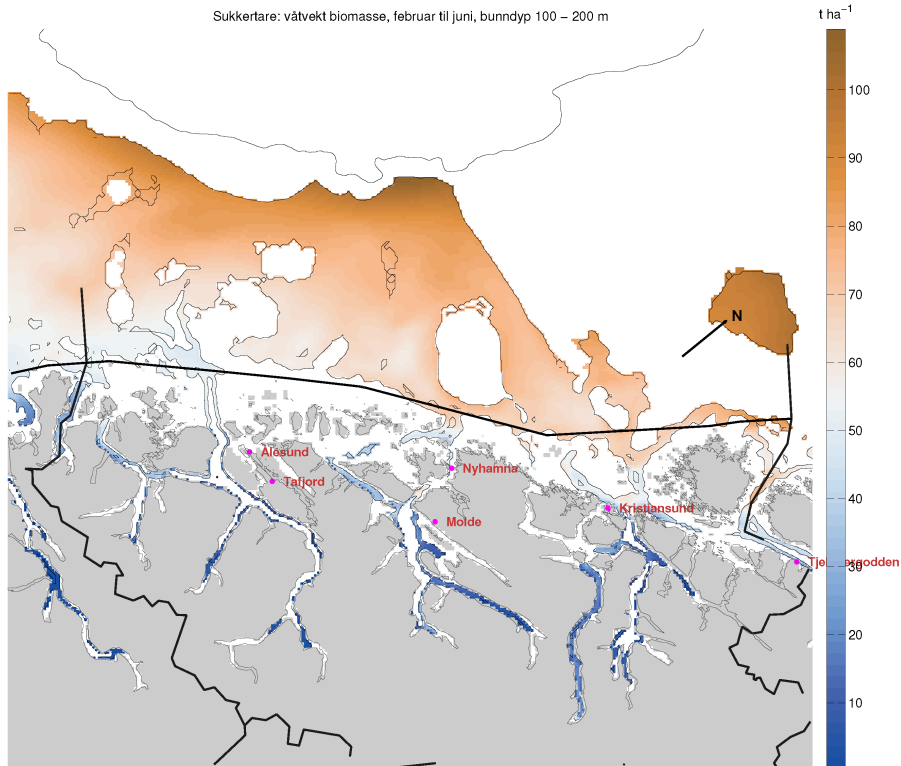 Sukkertare: våtvekt biomasse, februar til juni, bunndyp 100 − 200 m
t ha−1
100
90
80
70
60
50
40
30
20
10
N
Ålesund
Tafjord
Nyhamna
Molde
Kristiansund